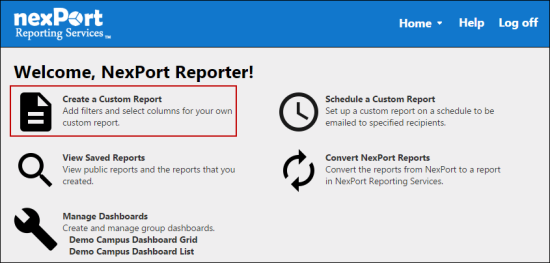 nexPort
Reporting Services™
Home
Help
Log off
Welcome, NexPort Reporter!
Create a Custom Report
Add filters and select columns for your own
custom report.
Schedule a Custom Report
Set up a custom report on a schedule to be
emailed to specified recipients.
View Saved Reports
View public reports and the reports that you
created.
Convert NexPort Reports
Convert the reports from NexPort to a report
in NexPort Reporting Services.
Manage Dashboards
Create and manage group dashboards.
Demo Campus Dashboard Grid
Demo Campus Dashboard List